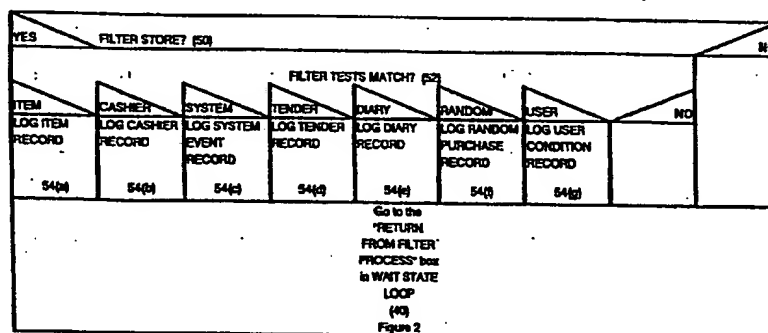 YES FILTER STORE? (50) N
FILTER TESTS MATCH? (52)
ITEM CASHIER SYSTEM TENDER DIARY RANDOM USER NO
LOG ITEM RECORD 54(a)
LOG CASHIER RECORD 54(b)
LOG SYSTEM EVENT RECORD 54(c)
LOG TENDER RECORD 54(d)
LOG DIARY RECORD 54(e)
LOG RANDOM PURCHASE RECORD 54(f)
LOG USER CONDITION RECORD 54(g)
Go to the
"RETURN
FROM FILTER
PROCESS" box
in WAIT STATE
LOOP
(40)
Figure 2